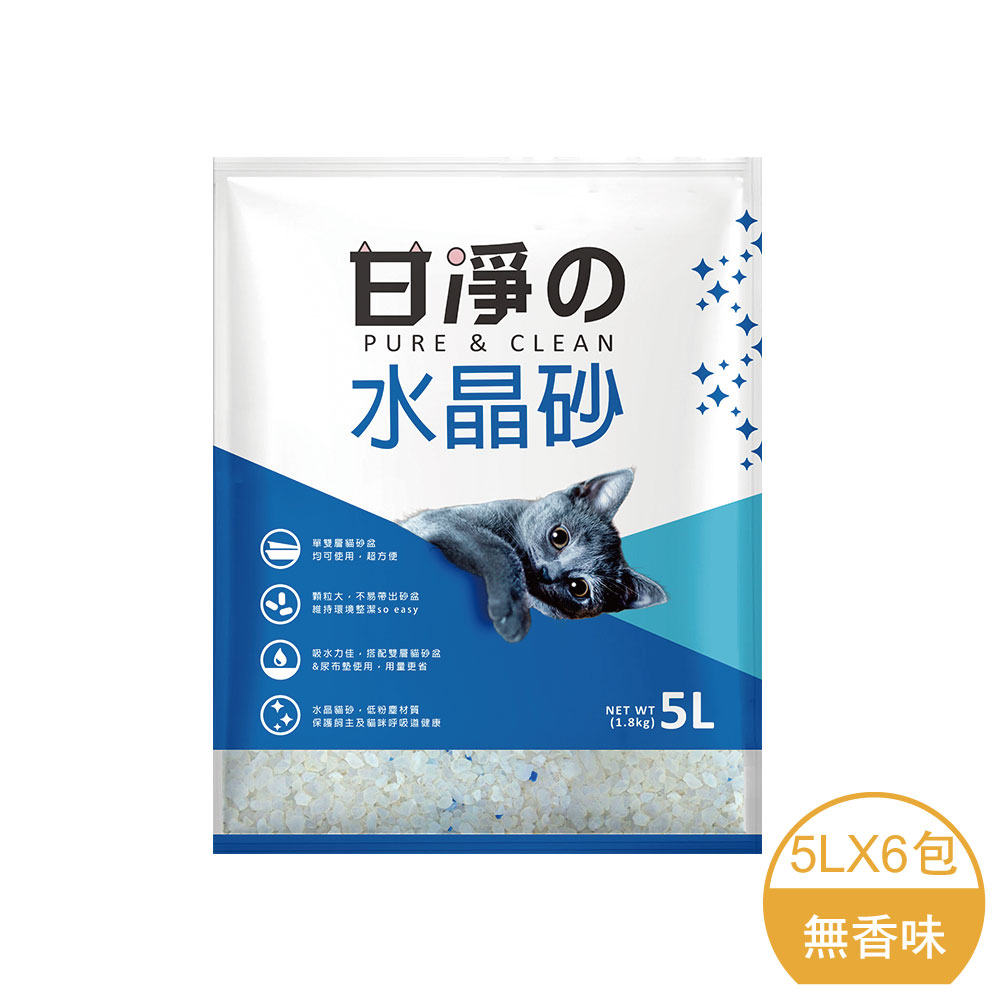 甘淨の
PURE & CLEAN
水晶砂
單雙層貓砂盆
均可使用，超方便
顆粒大，不易帶出砂盆
維持環境整潔so easy
吸水力佳，搭配雙層貓砂盆
&尿布墊使用，用量更省
水晶貓砂，低粉塵材質
保護飼主及貓咪呼吸道健康
NET WT
(1.8kg)
5L
5LX6包
無香味